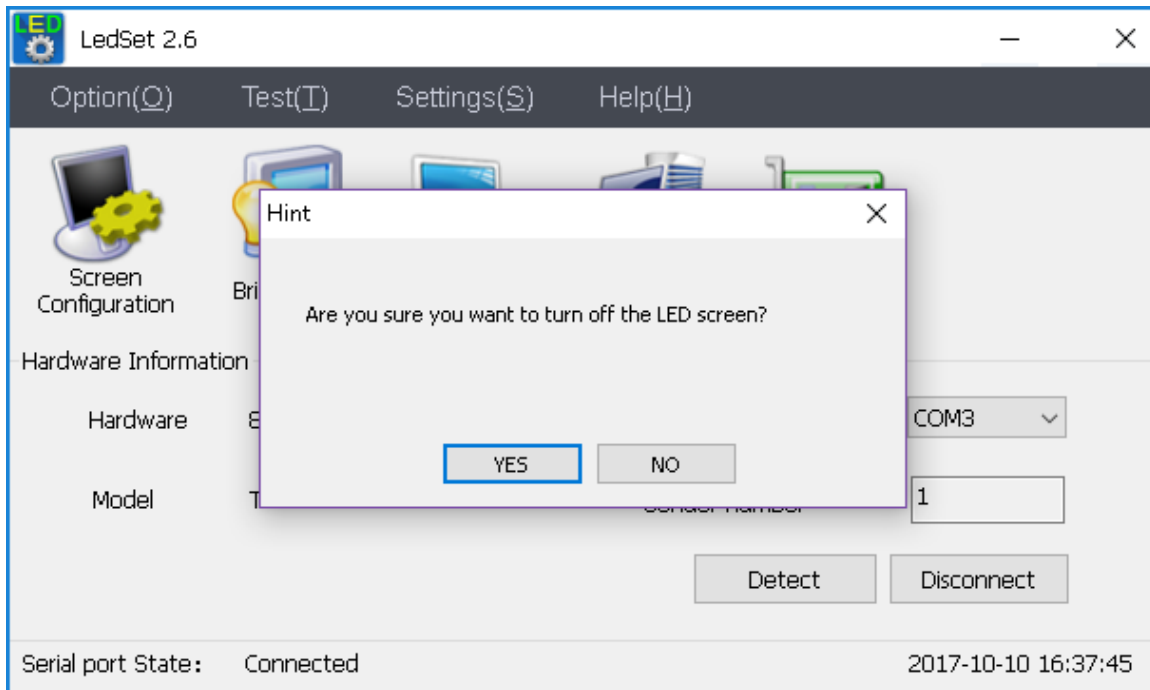 LED
LedSet 2.6
Option(O) Test(T) Settings(S) Help(H)
Screen
Configuration
Hint
Are you sure you want to turn off the LED screen?
YES NO
Hardware Information
Hardware
COM3
Model
1
Detect Disconnect
Serial port State: Connected
2017-10-10 16:37:45